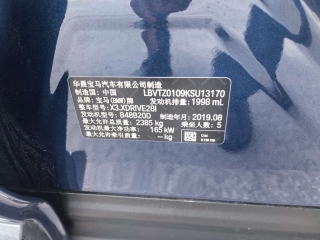 华晨宝马汽车有限公司制造
制造国: 中国 LBVTZ0109KSU13170
品牌: 宝马(BMW)牌 发动机排量: 1998 mL
整车型号: X3.XDRIVE28I
发动机型号: B48B20D 制造年月: 2019.08
最大允许总质量: 2385 kg 乘坐人数: 5
发动机最大净功率: 165 kW
最大允许牵引质量: -- kg